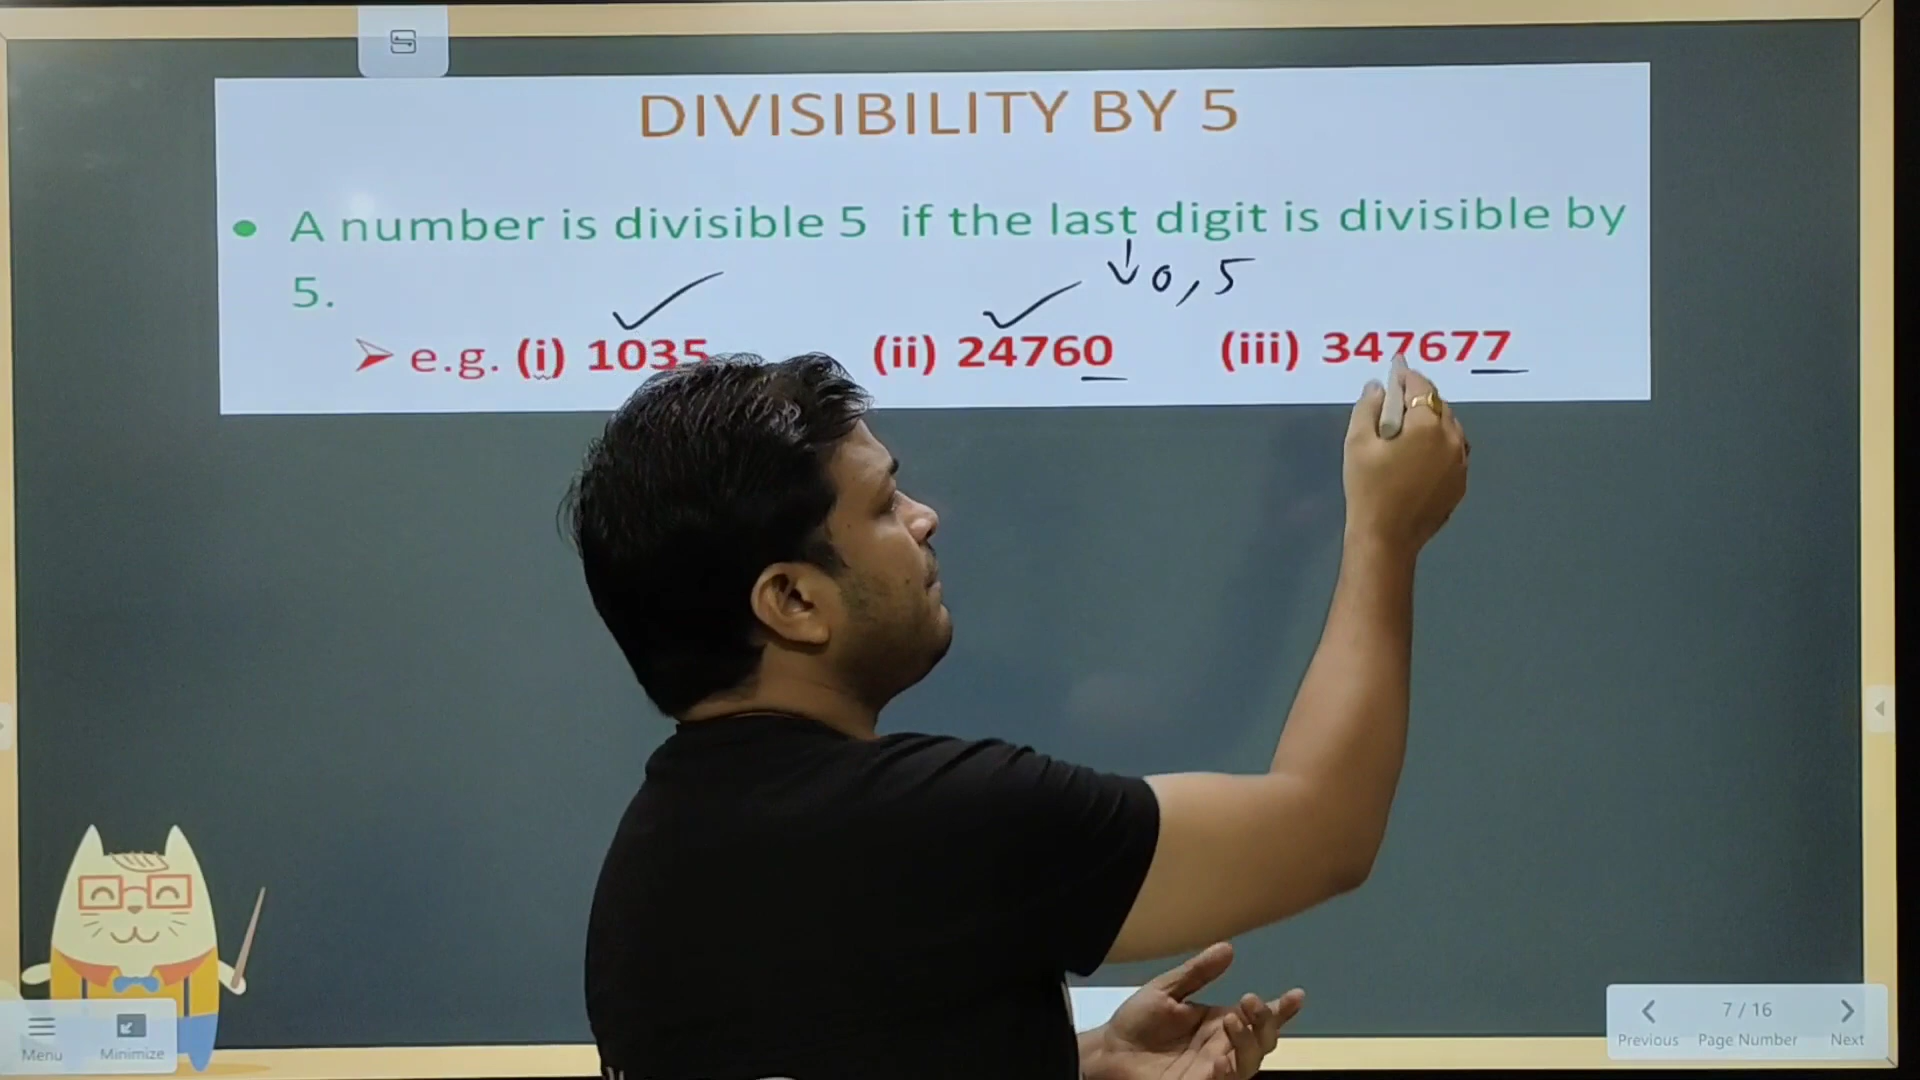 DIVISIBILITY BY 5
• A number is divisible 5 if the last digit is divisible by
5.
0, 5
➢ e.g. (i) 1035 (ii) 24760 (iii) 347677
Menu Minimize
7 / 16
Previous Page Number Next